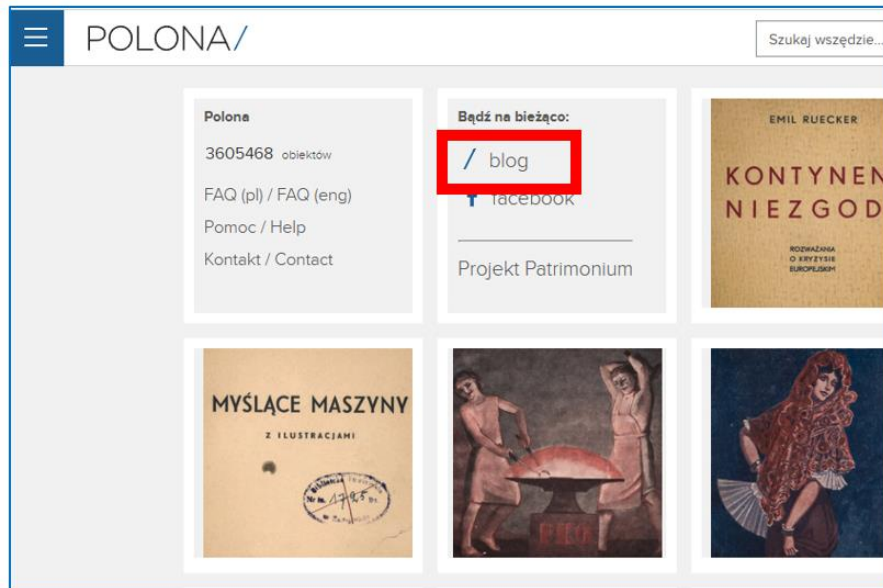 POLONA/
Szukaj wszędzie...
Polona
3605468 obiektów
FAQ (pl) / FAQ (eng)
Pomoc / Help
Kontakt / Contact
Bądź na bieżąco:
/ blog
facebook
Projekt Patrimonium
EMIL RUECKER
KONTYNEN
NIEZGOD
ROZWAŻANIA
O KRYZYSIE
EUROPEJSKIM
MYŚLĄCE MASZYNY
Z ILUSTRACJAMI